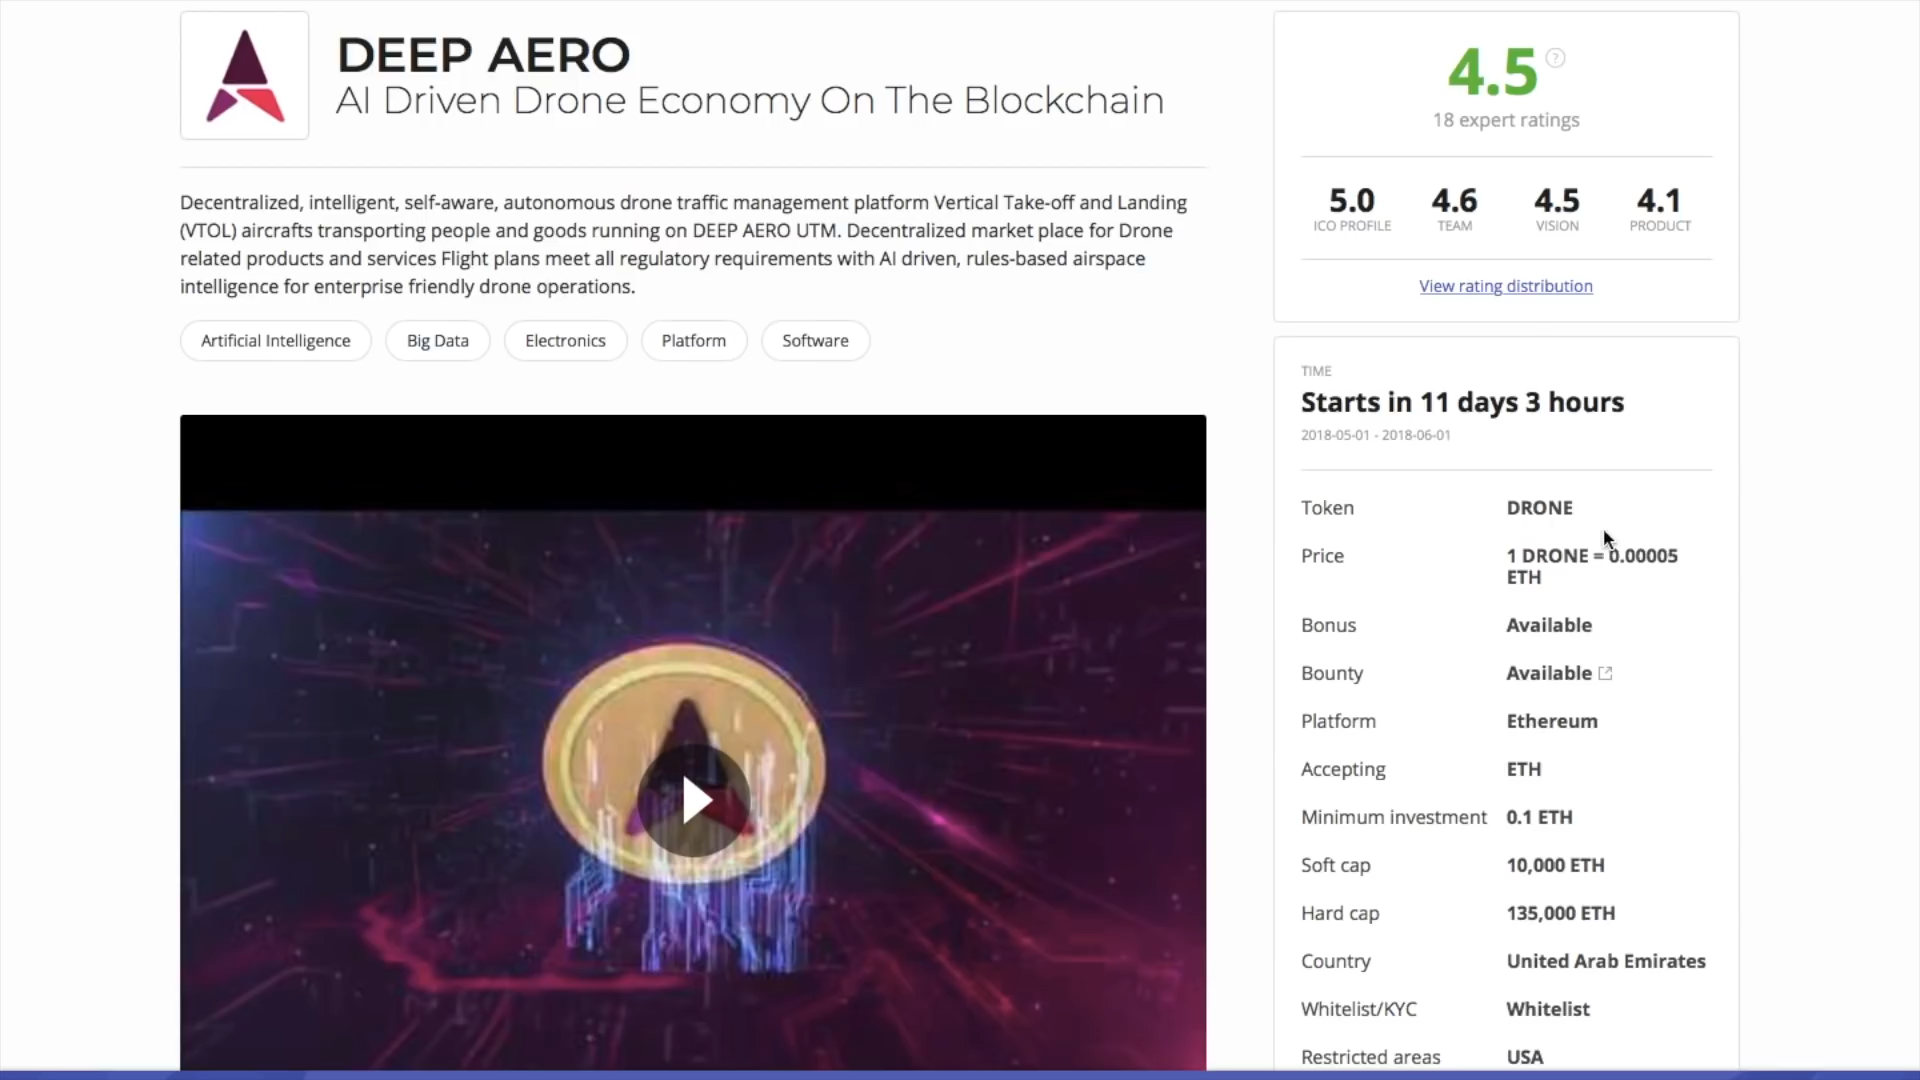 DEEP AERO
AI Driven Drone Economy On The Blockchain
Decentralized, intelligent, self-aware, autonomous drone traffic management platform Vertical Take-off and Landing
(VTOL) aircrafts transporting people and goods running on DEEP AERO UTM. Decentralized market place for Drone
related products and services Flight plans meet all regulatory requirements with AI driven, rules-based airspace
intelligence for enterprise friendly drone operations.
Artificial Intelligence Big Data Electronics Platform Software
4.5 ?
18 expert ratings
5.0 4.6 4.5 4.1
ICO PROFILE TEAM VISION PRODUCT
View rating distribution
TIME
Starts in 11 days 3 hours
2018-05-01 - 2018-06-01
Token DRONE
Price 1 DRONE = 0.00005
ETH
Bonus Available
Bounty Available
Platform Ethereum
Accepting ETH
Minimum investment 0.1 ETH
Soft cap 10,000 ETH
Hard cap 135,000 ETH
Country United Arab Emirates
Whitelist/KYC Whitelist
Restricted areas USA